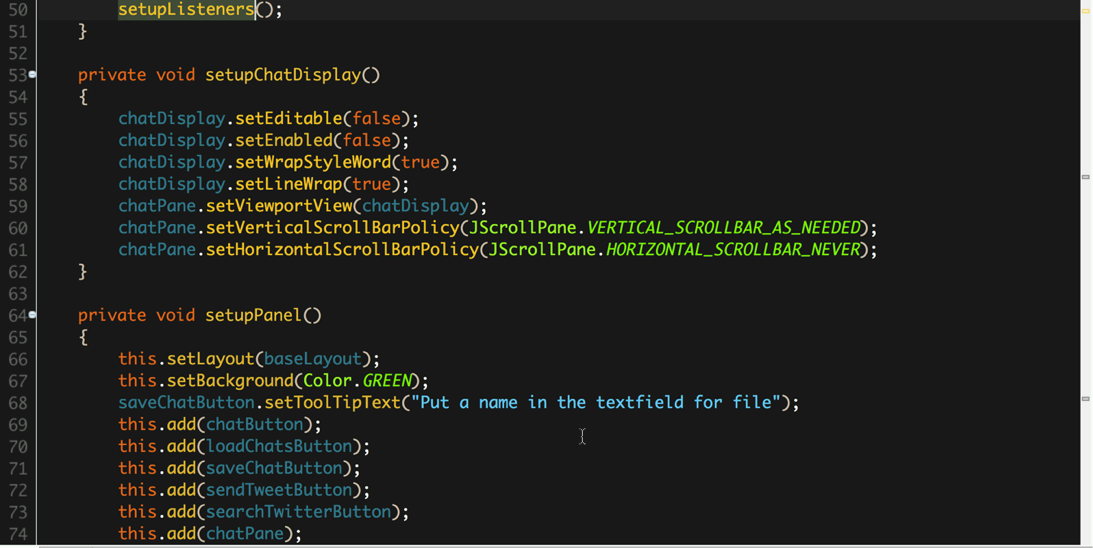 50 setupListeners();
51 }
52
53 private void setupChatDisplay()
54 {
55 chatDisplay.setEditable(false);
56 chatDisplay.setEnabled(false);
57 chatDisplay.setWrapStyleWord(true);
58 chatDisplay.setLineWrap(true);
59 chatPane.setViewportView(chatDisplay);
60 chatPane.setVerticalScrollBarPolicy(JScrollPane.VERTICAL_SCROLLBAR_AS_NEEDED);
61 chatPane.setHorizontalScrollBarPolicy(JScrollPane.HORIZONTAL_SCROLLBAR_NEVER);
62 }
63
64 private void setupPanel()
65 {
66 this.setLayout(baseLayout);
67 this.setBackground(Color.GREEN);
68 saveChatButton.setToolTipText("Put a name in the textfield for file");
69 this.add(chatButton);
70 this.add(loadChatsButton);
71 this.add(saveChatButton);
72 this.add(sendTweetButton);
73 this.add(searchTwitterButton);
74 this.add(chatPane);